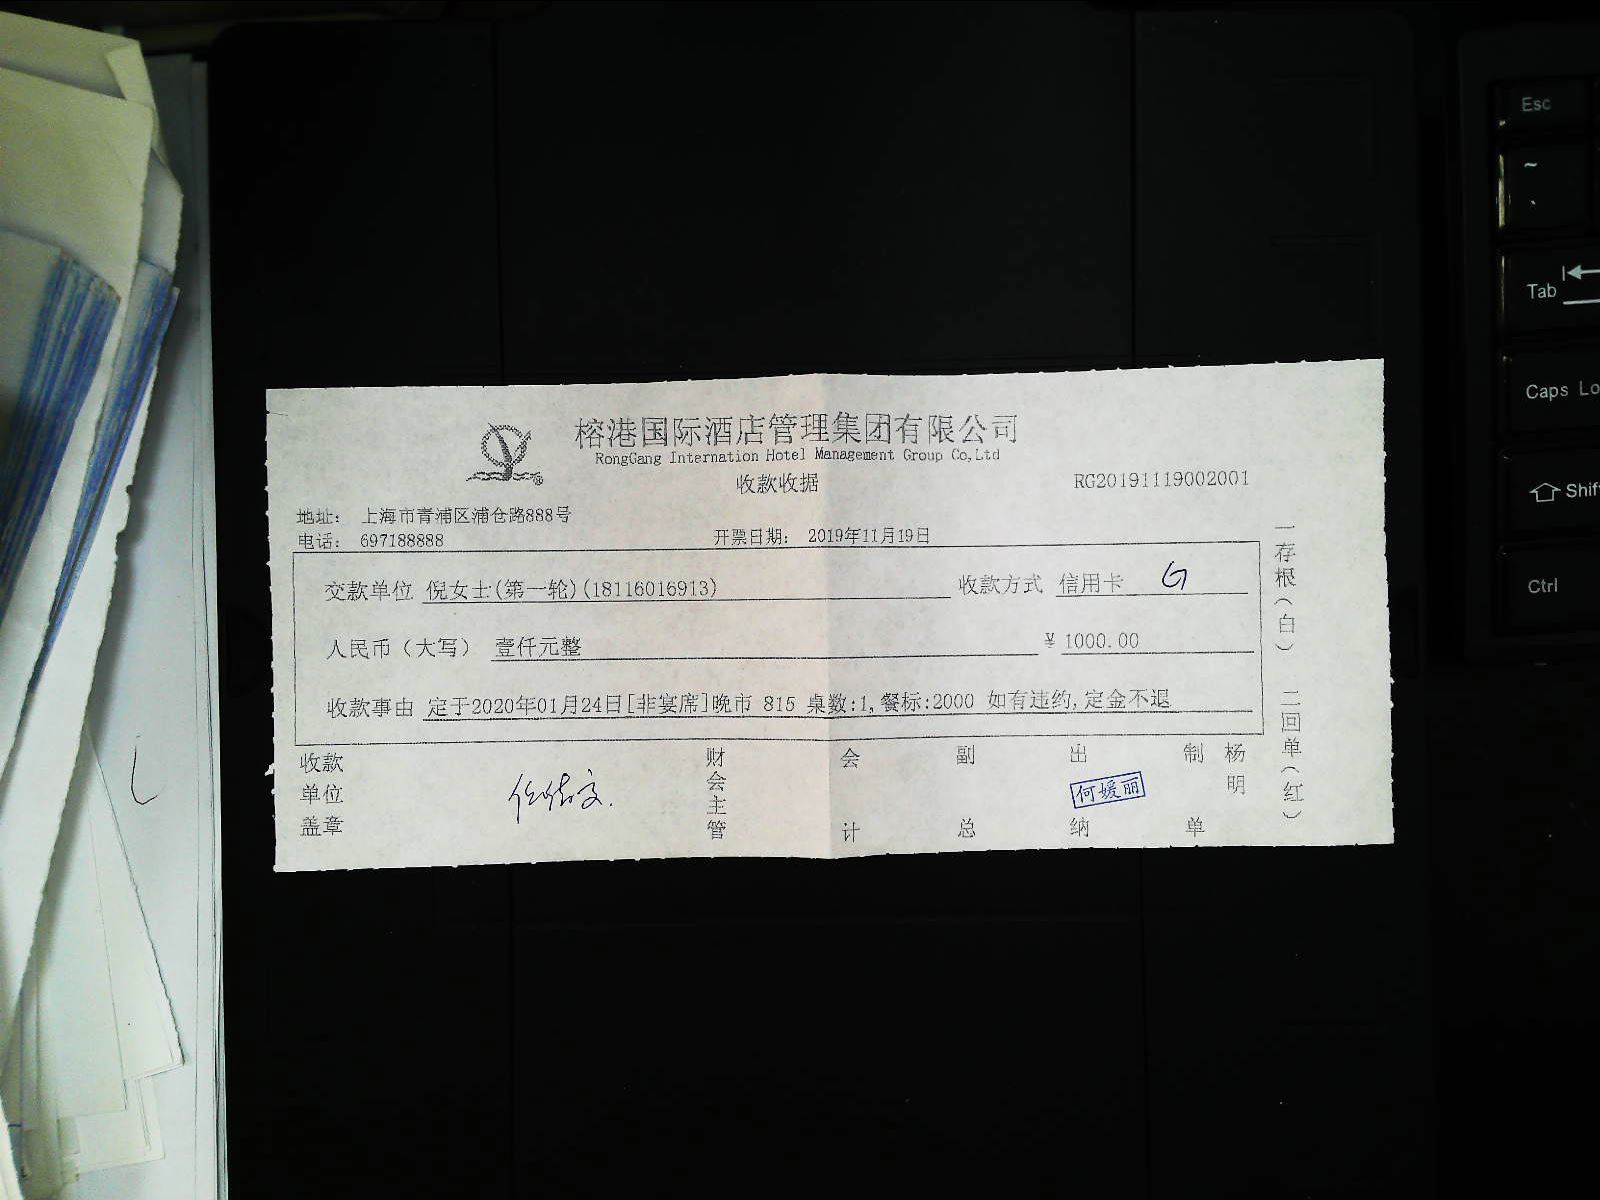 榕港国际酒店管理集团有限公司
RongGang Internation Hotel Management Group Co,Ltd
收款收据 RG20191119002001
地址: 上海市青浦区浦仓路888号
电话: 697188888 开票日期: 2019年11月19日
交款单位 倪女士(第一轮)(18116016913) 收款方式 信用卡 G
人民币(大写) 壹仟元整 ¥ 1000.00
收款事由 定于2020年01月24日[非宴席]晚市 815 桌数:1,餐标:2000 如有违约,定金不退
收款单位盖章 财会主管 会计 副总 出纳 何媛丽 制单 杨明
一存根(白) 二回单(红)
Esc
~
`
Tab
Caps Lo
Shif
Ctrl